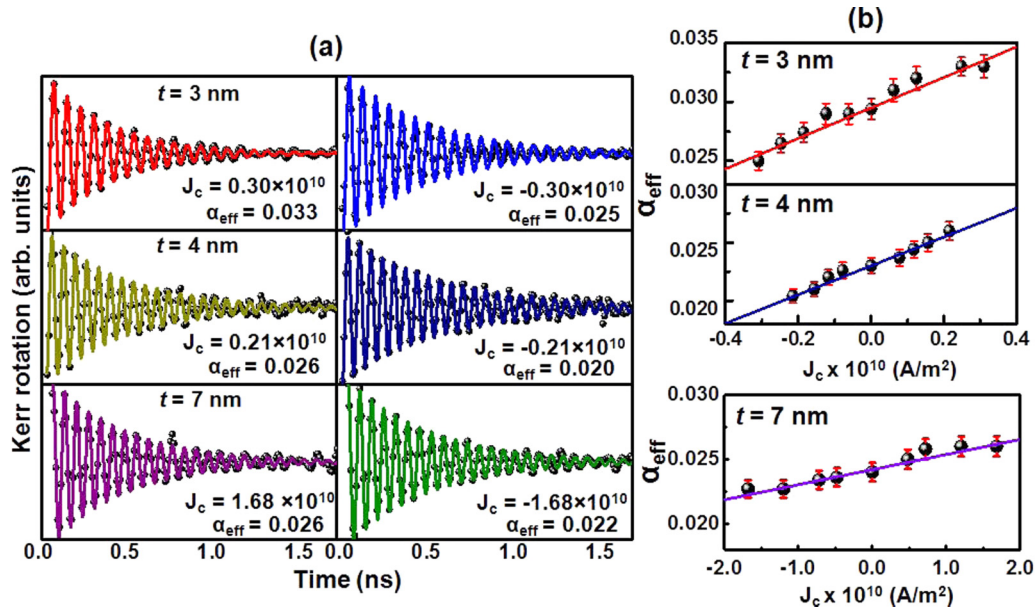 (a)
Kerr rotation (arb. units)
t = 3 nm
J_c = 0.30×10^10
α_eff = 0.033
J_c = -0.30×10^10
α_eff = 0.025
t = 4 nm
J_c = 0.21×10^10
α_eff = 0.026
J_c = -0.21×10^10
α_eff = 0.020
t = 7 nm
J_c = 1.68 ×10^10
α_eff = 0.026
J_c = -1.68×10^10
α_eff = 0.022
0.0 0.5 1.0 1.5 0.0 0.5 1.0 1.5
Time (ns)
(b)
α_eff
0.035
0.030
0.025
t = 3 nm
0.030
0.025
0.020
t = 4 nm
-0.4 -0.2 0.0 0.2 0.4
J_c x 10^10 (A/m²)
α_eff
0.030
0.025
0.020
t = 7 nm
-2.0 -1.0 0.0 1.0 2.0
J_c x 10^10 (A/m²)